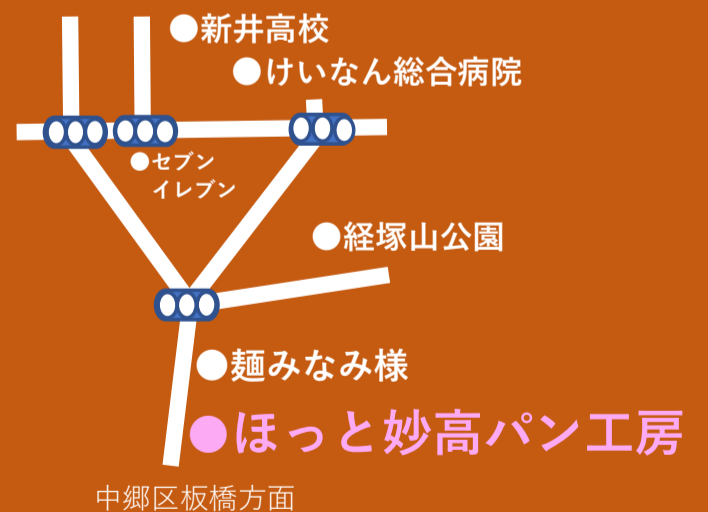 ●新井高校
●けいなん総合病院
●セブン
イレブン
●経塚山公園
●麺みなみ様
●ほっと妙高パン工房
中郷区板橋方面